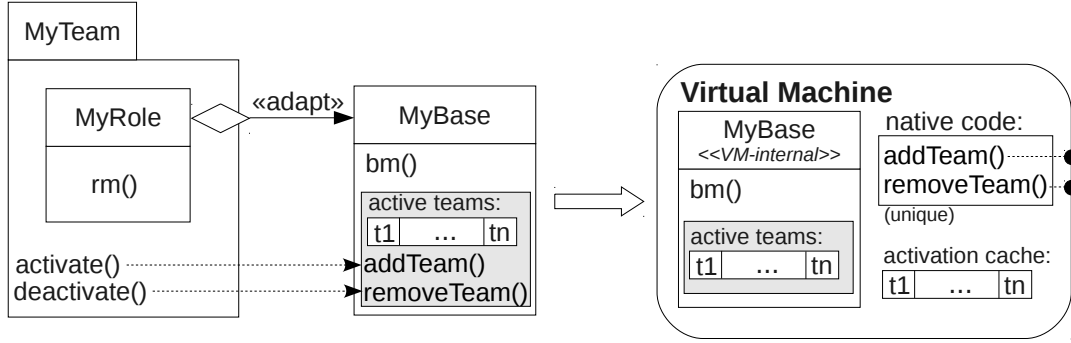 MyTeam
MyRole
rm()
activate()
deactivate()
«adapt»
MyBase
bm()
active teams:
t1 ... tn
addTeam()
removeTeam()
Virtual Machine
MyBase
<<VM-internal>>
bm()
active teams:
t1 ... tn
native code:
addTeam()
removeTeam()
(unique)
activation cache:
t1 ... tn